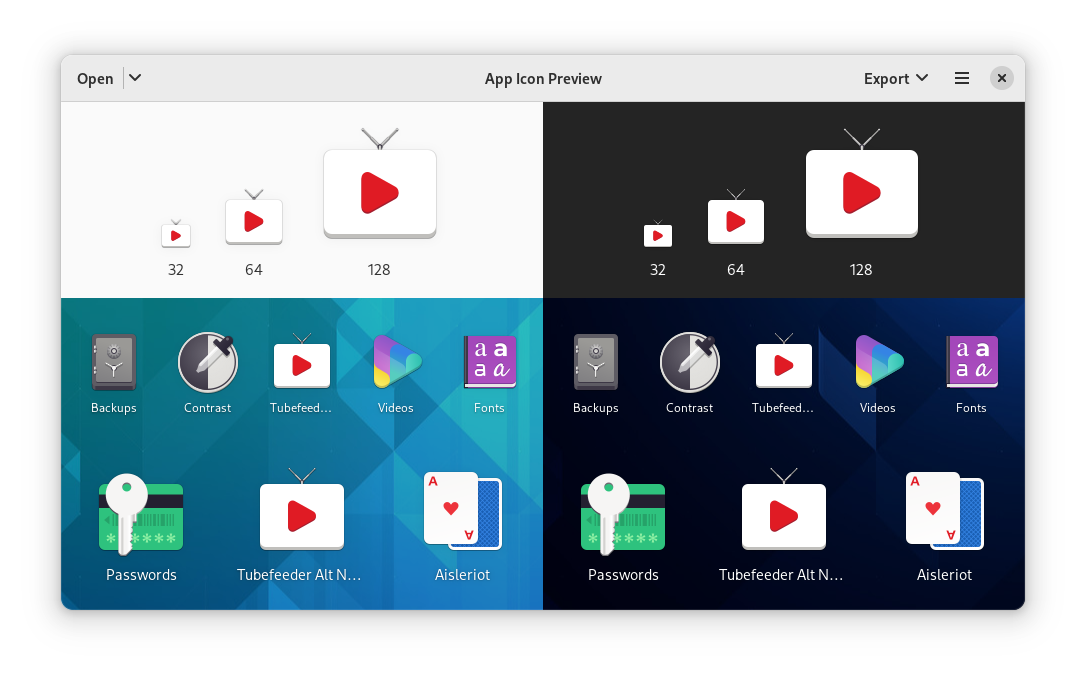 Open
App Icon Preview
Export
32 64 128
32 64 128
Backups Contrast Tubefeed… Videos Fonts
Backups Contrast Tubefeed… Videos Fonts
Passwords Tubefeeder Alt N… Aisleriot
Passwords Tubefeeder Alt N… Aisleriot
a a
a a
a a
a a
A
A
A
A
****
****